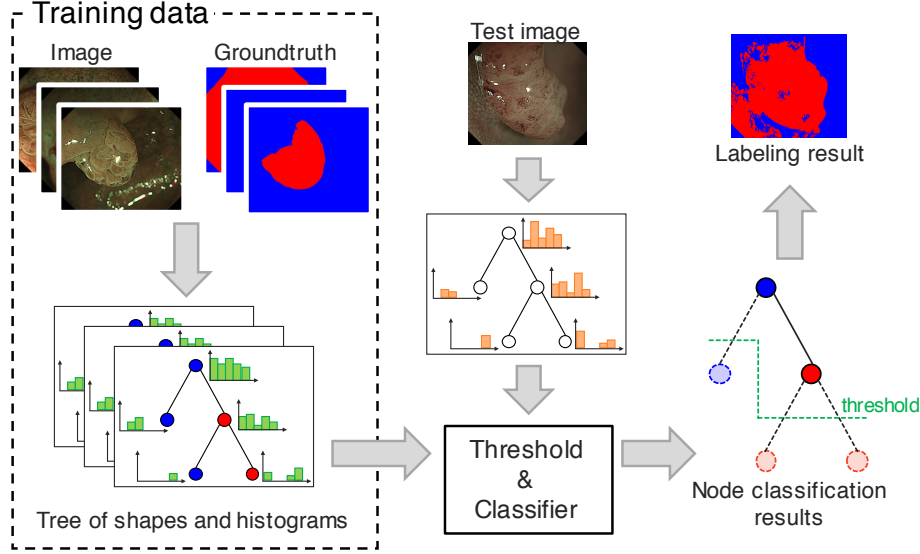 Training data
Image
Groundtruth
Test image
Labeling result
threshold
Threshold
&
Classifier
Tree of shapes and histograms
Node classification
results